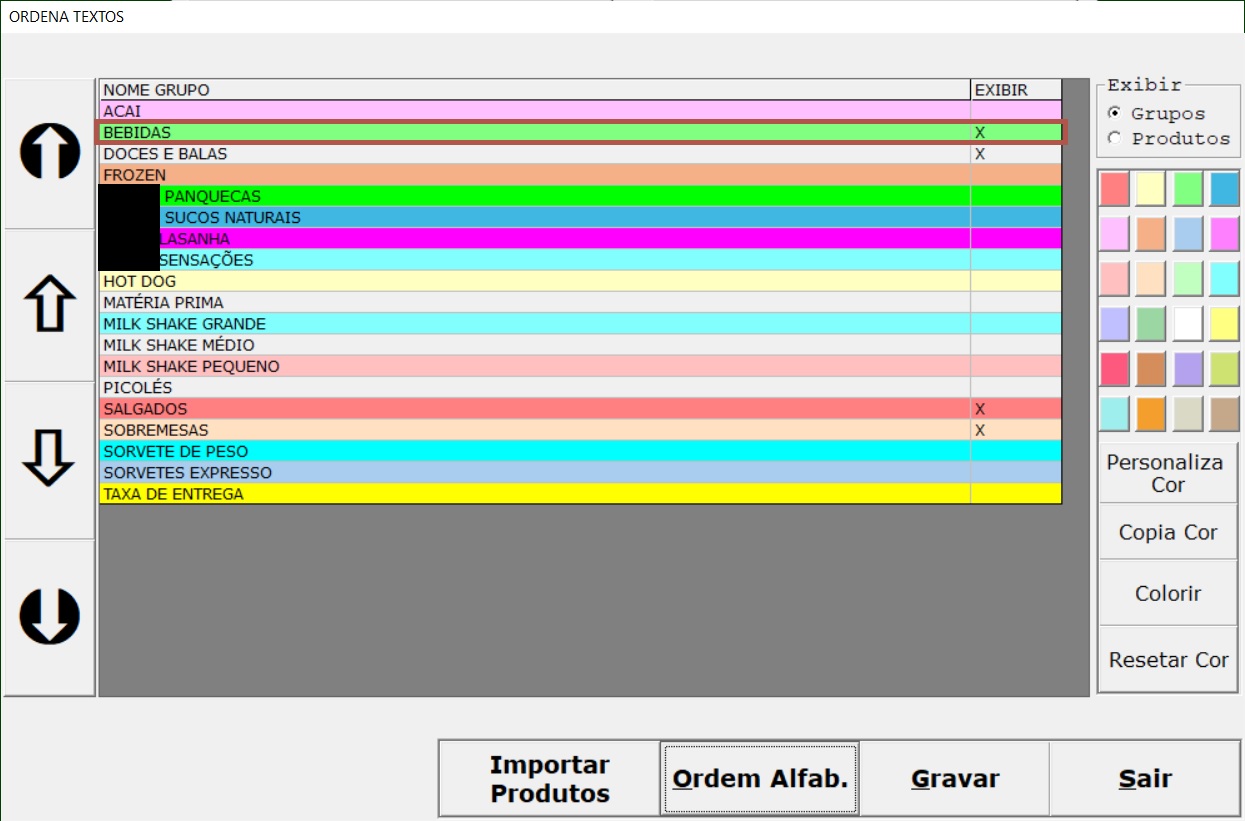 ORDENA TEXTOS
NOME GRUPO EXIBIR
ACAI
BEBIDAS X
DOCES E BALAS X
FROZEN
PANQUECAS
SUCOS NATURAIS
LASANHA
SENSAÇÕES
HOT DOG
MATÉRIA PRIMA
MILK SHAKE GRANDE
MILK SHAKE MÉDIO
MILK SHAKE PEQUENO
PICOLÉS
SALGADOS X
SOBREMESAS X
SORVETE DE PESO
SORVETES EXPRESSO
TAXA DE ENTREGA
Exibir
Grupos
Produtos
Personaliza
Cor
Copia Cor
Colorir
Resetar Cor
Importar
Produtos
Ordem Alfab.
Gravar
Sair